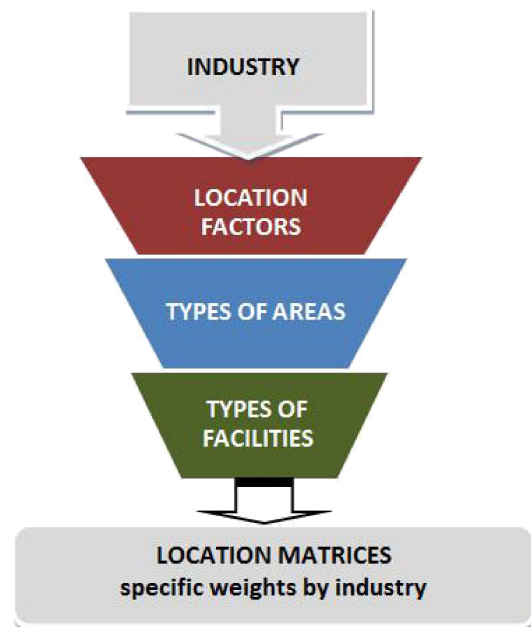 INDUSTRY
LOCATION
FACTORS
TYPES OF AREAS
TYPES OF
FACILITIES
LOCATION MATRICES
specific weights by industry